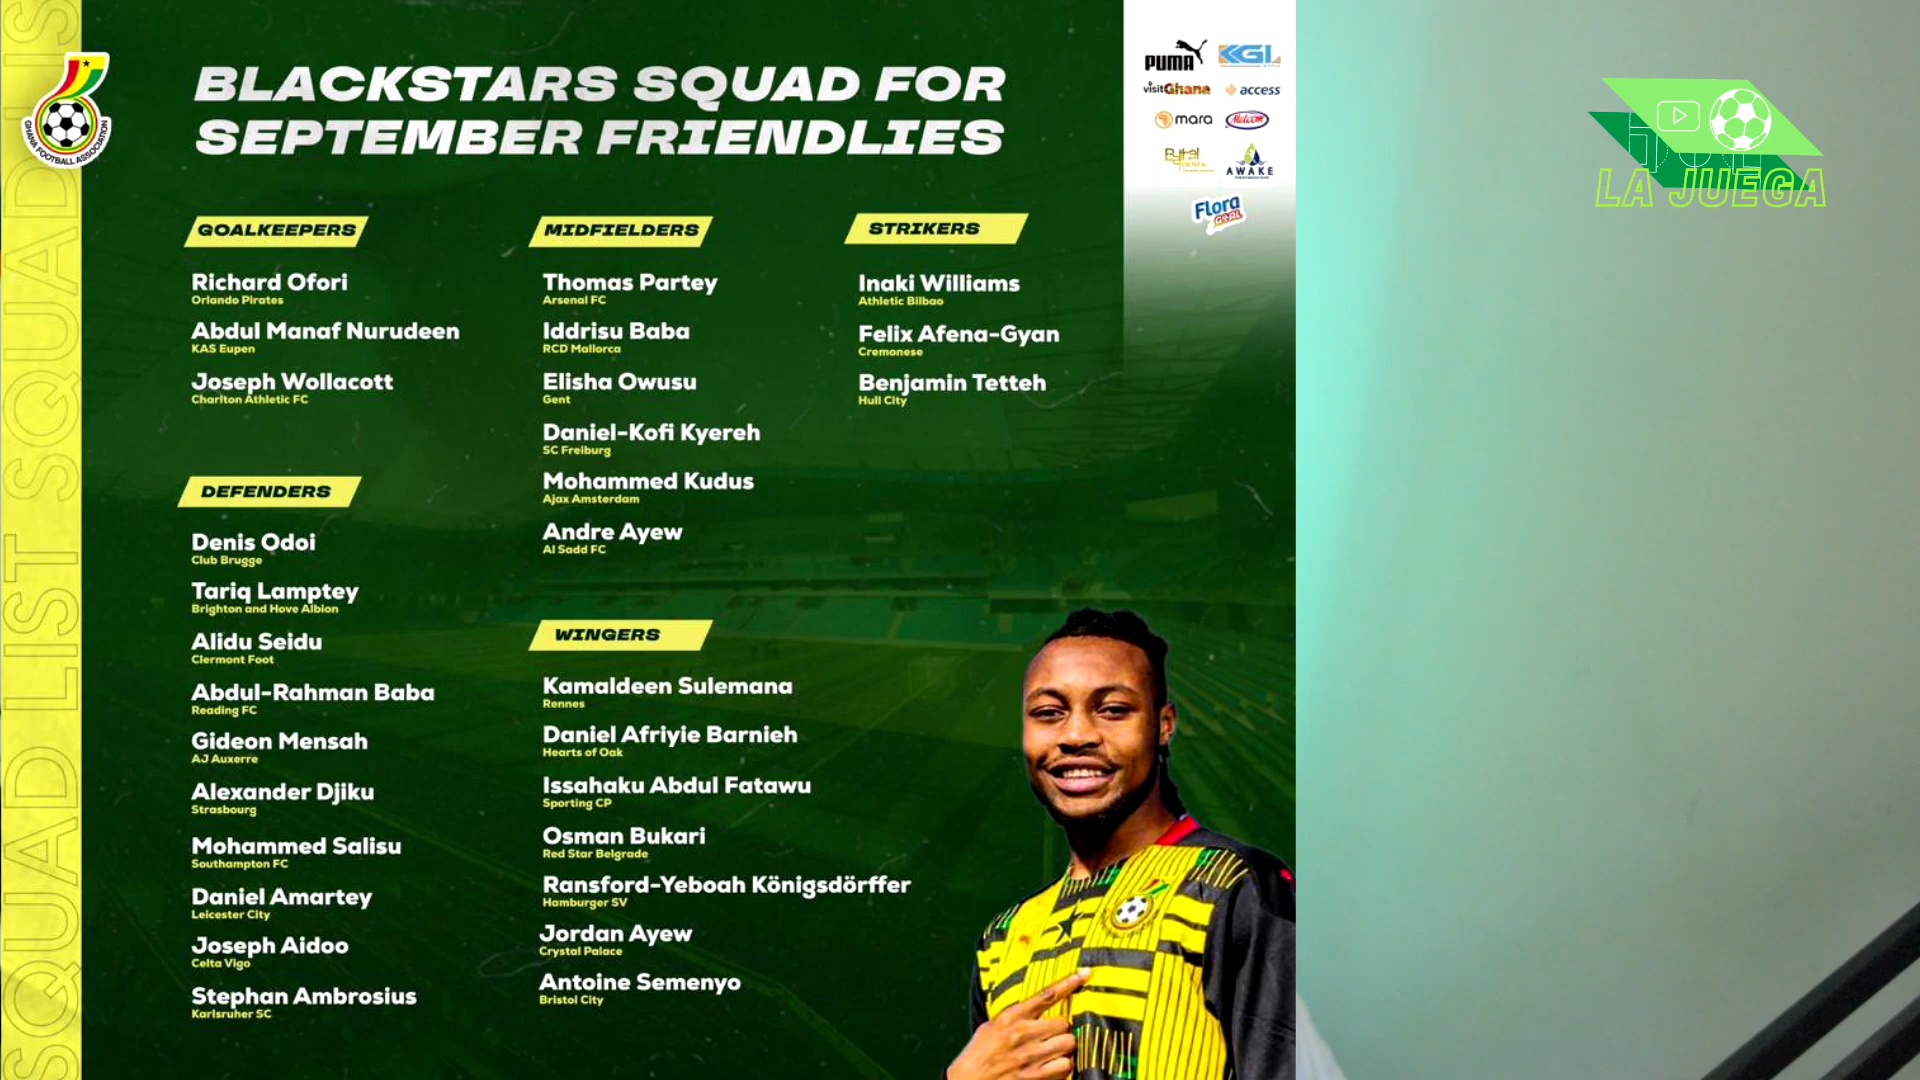 SQUAD LIST SQUAD LIS
GHANA FOOTBALL ASSOCIATION
BLACKSTARS SQUAD FOR
SEPTEMBER FRIENDLIES
GOALKEEPERS
Richard Ofori
Orlando Pirates
Abdul Manaf Nurudeen
KAS Eupen
Joseph Wollacott
Charlton Athletic FC
DEFENDERS
Denis Odoi
Club Brugge
Tariq Lamptey
Brighton and Hove Albion
Alidu Seidu
Clermont Foot
Abdul-Rahman Baba
Reading FC
Gideon Mensah
AJ Auxerre
Alexander Djiku
Strasbourg
Mohammed Salisu
Southampton FC
Daniel Amartey
Leicester City
Joseph Aidoo
Celta Vigo
Stephan Ambrosius
Karlsruher SC
MIDFIELDERS
Thomas Partey
Arsenal FC
Iddrisu Baba
RCD Mallorca
Elisha Owusu
Gent
Daniel-Kofi Kyereh
SC Freiburg
Mohammed Kudus
Ajax Amsterdam
Andre Ayew
Al Sadd FC
WINGERS
Kamaldeen Sulemana
Rennes
Daniel Afriyie Barnieh
Hearts of Oak
Issahaku Abdul Fatawu
Sporting CP
Osman Bukari
Red Star Belgrade
Ransford-Yeboah Königsdörffer
Hamburger SV
Jordan Ayew
Crystal Palace
Antoine Semenyo
Bristol City
STRIKERS
Inaki Williams
Athletic Bilbao
Felix Afena-Gyan
Cremonese
Benjamin Tetteh
Hull City
PUMA KGL
visitGhana access
mara Malcom
AWAKE
Flora
GOAL
LA JUEGA